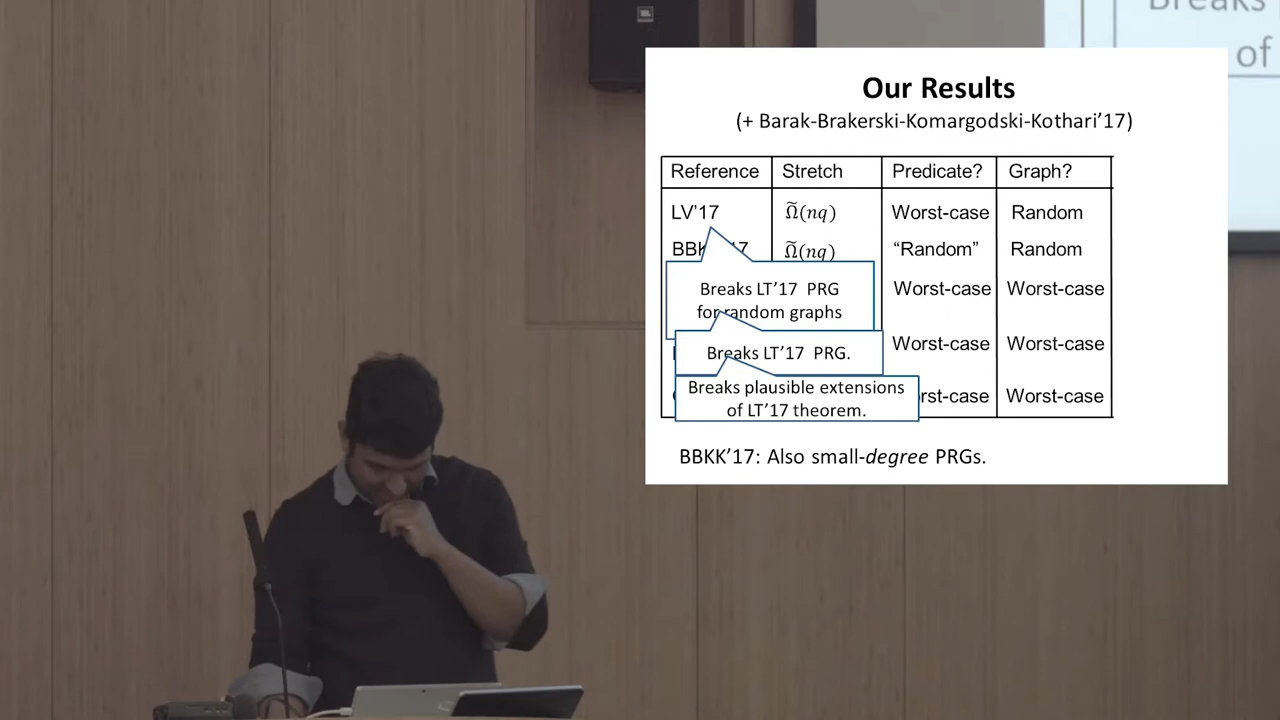 Breaks
of
JBL
Our Results
(+ Barak-Brakerski-Komargodski-Kothari’17)
Reference Stretch Predicate? Graph?
LV’17 Ω̃(nq) Worst-case Random
Ω̃(nq) “Random” Random
Breaks LT’17 PRG
for random graphs
Worst-case Worst-case
Breaks LT’17 PRG.
Worst-case Worst-case
Breaks plausible extensions
of LT’17 theorem.
Worst-case
BBKK’17: Also small-degree PRGs.